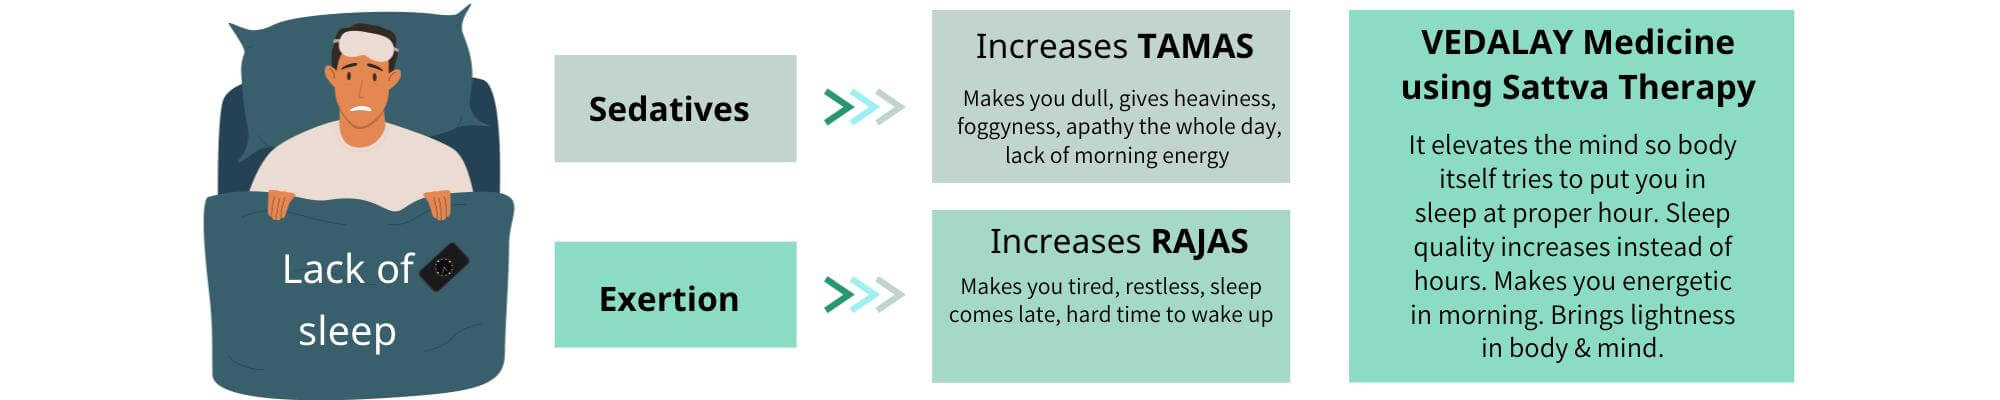 Lack of
sleep
Sedatives
Increases TAMAS
Makes you dull, gives heaviness,
foggyness, apathy the whole day,
lack of morning energy
Exertion
Increases RAJAS
Makes you tired, restless, sleep
comes late, hard time to wake up
VEDALAY Medicine
using Sattva Therapy
It elevates the mind so body
itself tries to put you in
sleep at proper hour. Sleep
quality increases instead of
hours. Makes you energetic
in morning. Brings lightness
in body & mind.